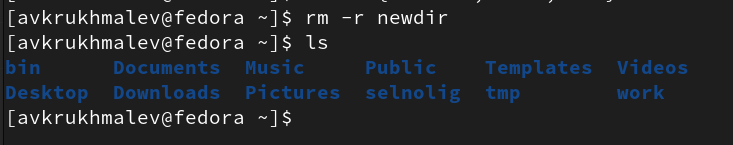 [avkrukhmalev@fedora ~]$ rm -r newdir
[avkrukhmalev@fedora ~]$ ls
bin      Documents  Music     Public    Templates  Videos
Desktop  Downloads  Pictures  selnolig  tmp        work
[avkrukhmalev@fedora ~]$